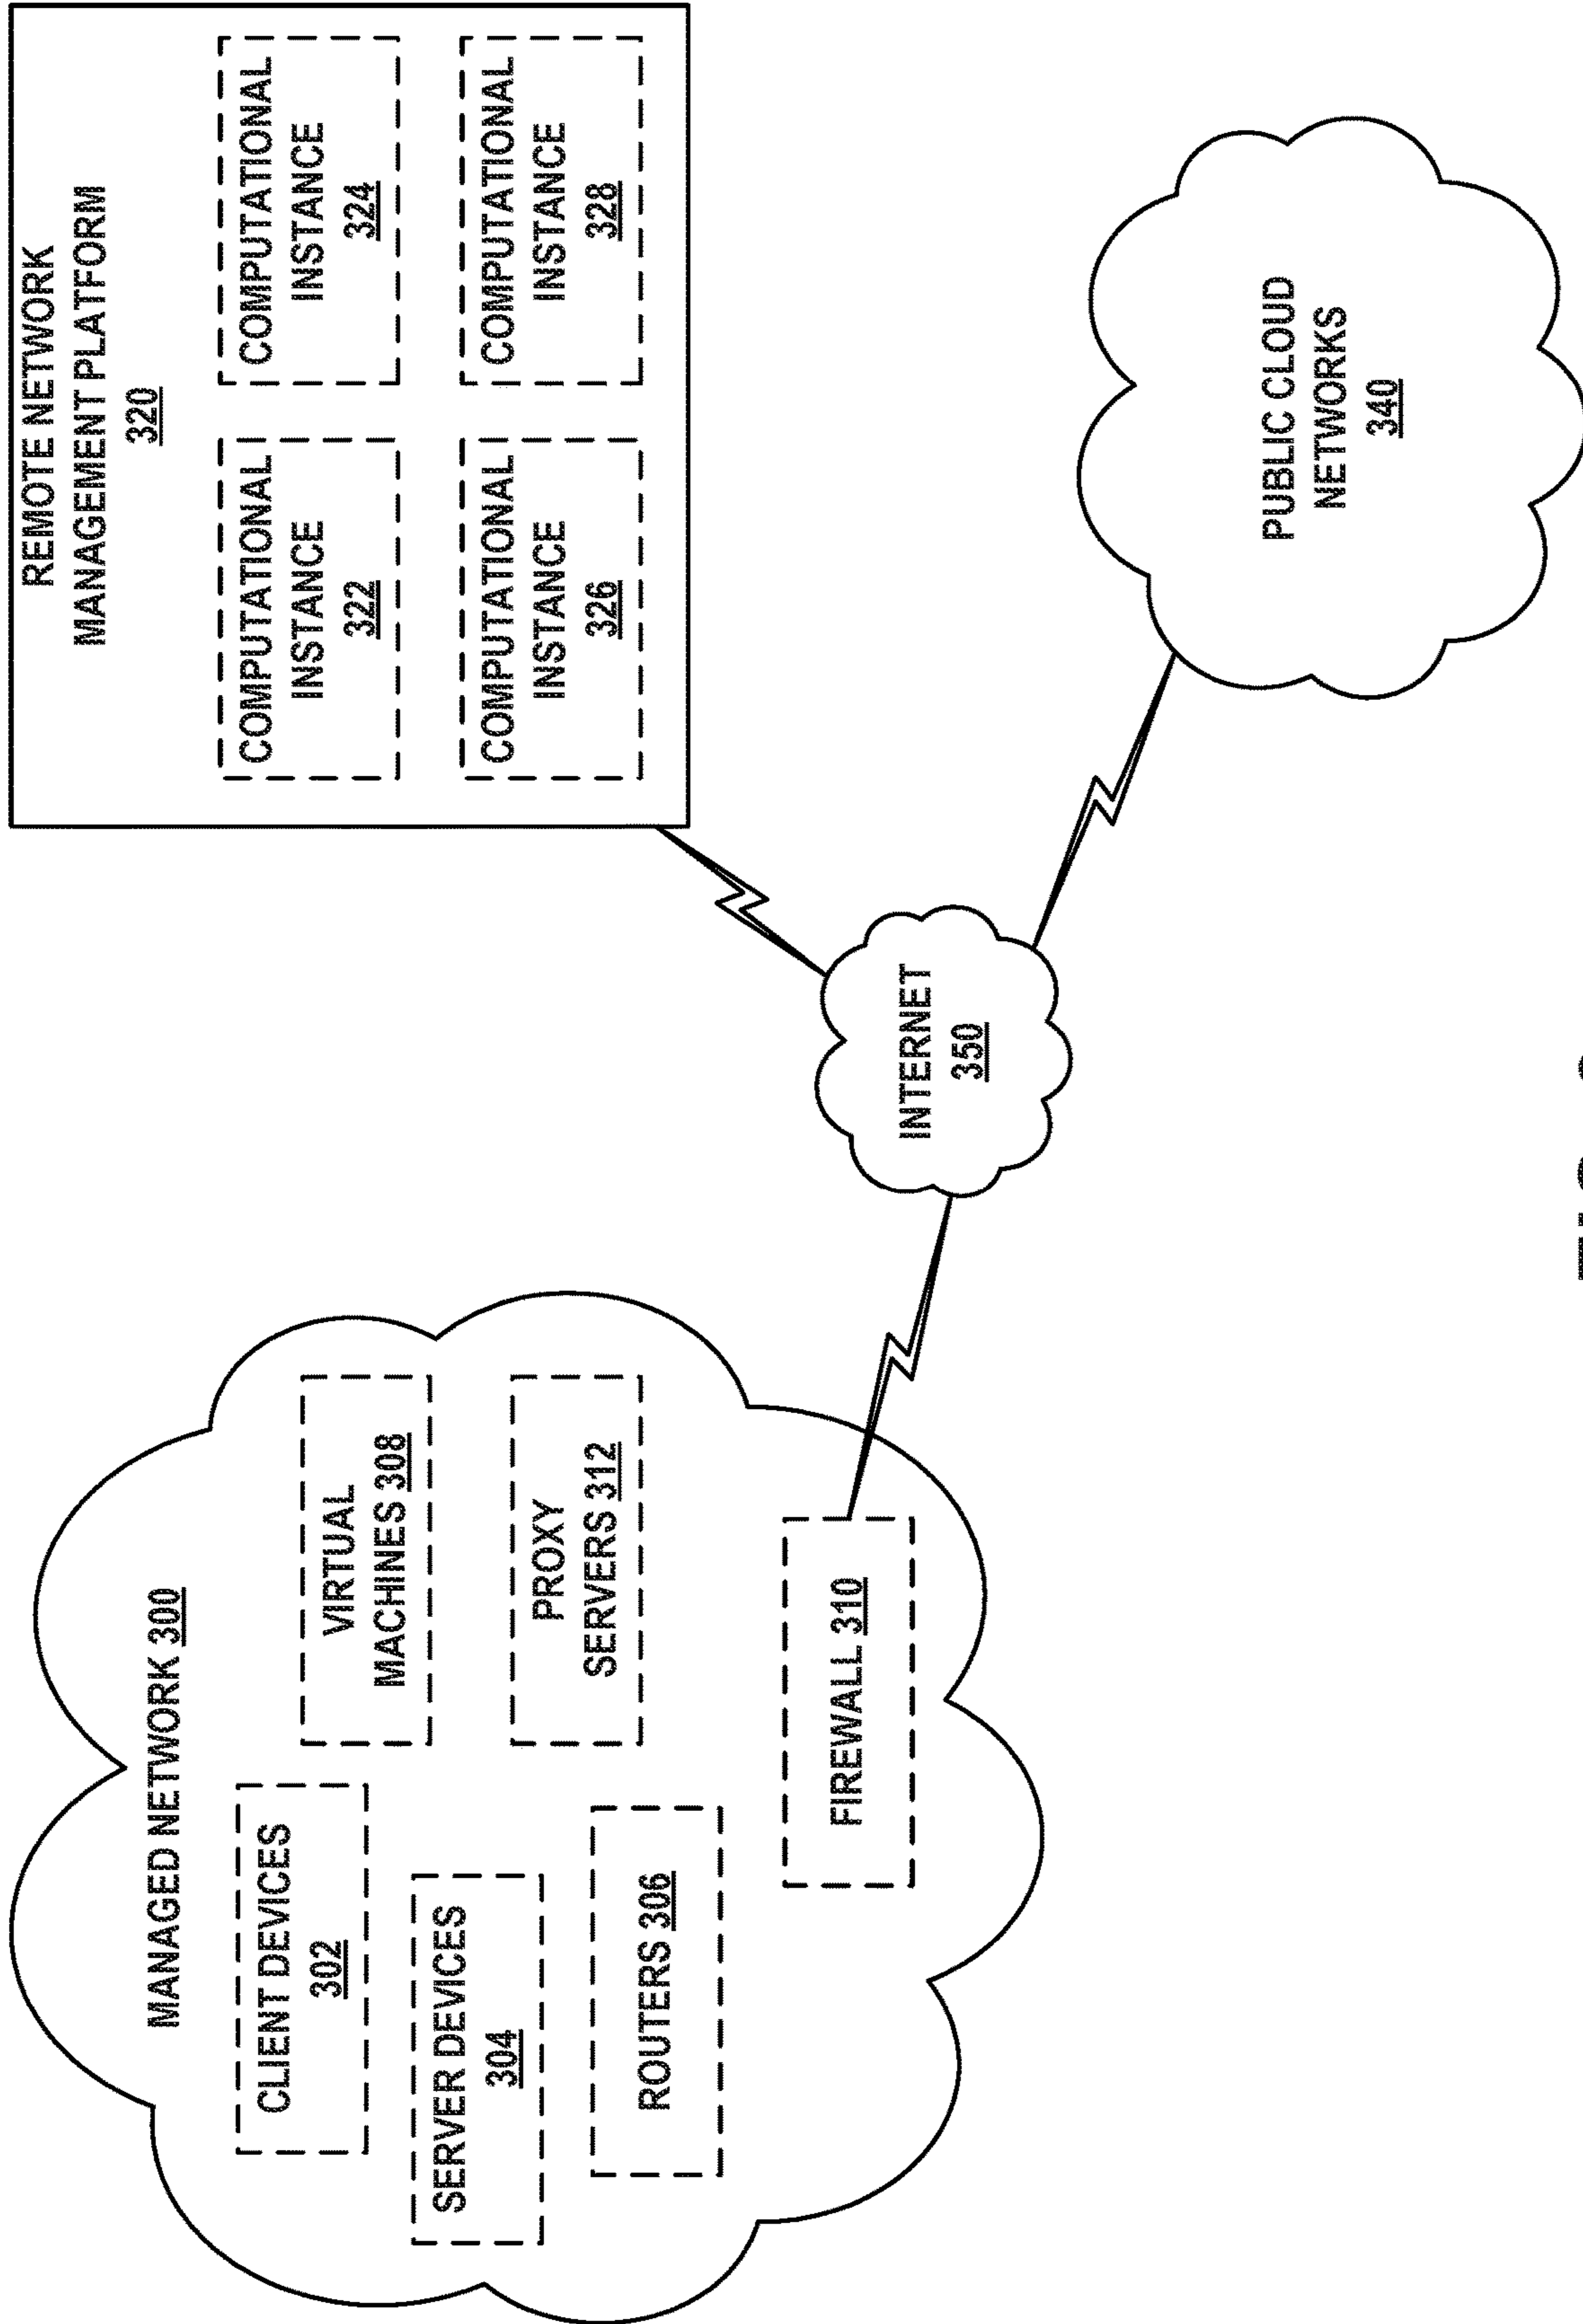 MANAGED NETWORK 300
CLIENT DEVICES
302
SERVER DEVICES
304
ROUTERS 306
VIRTUAL
MACHINES 308
PROXY
SERVERS 312
FIREWALL 310
INTERNET
350
REMOTE NETWORK
MANAGEMENT PLATFORM
320
COMPUTATIONAL
INSTANCE
322
COMPUTATIONAL
INSTANCE
324
COMPUTATIONAL
INSTANCE
326
COMPUTATIONAL
INSTANCE
328
PUBLIC CLOUD
NETWORKS
340